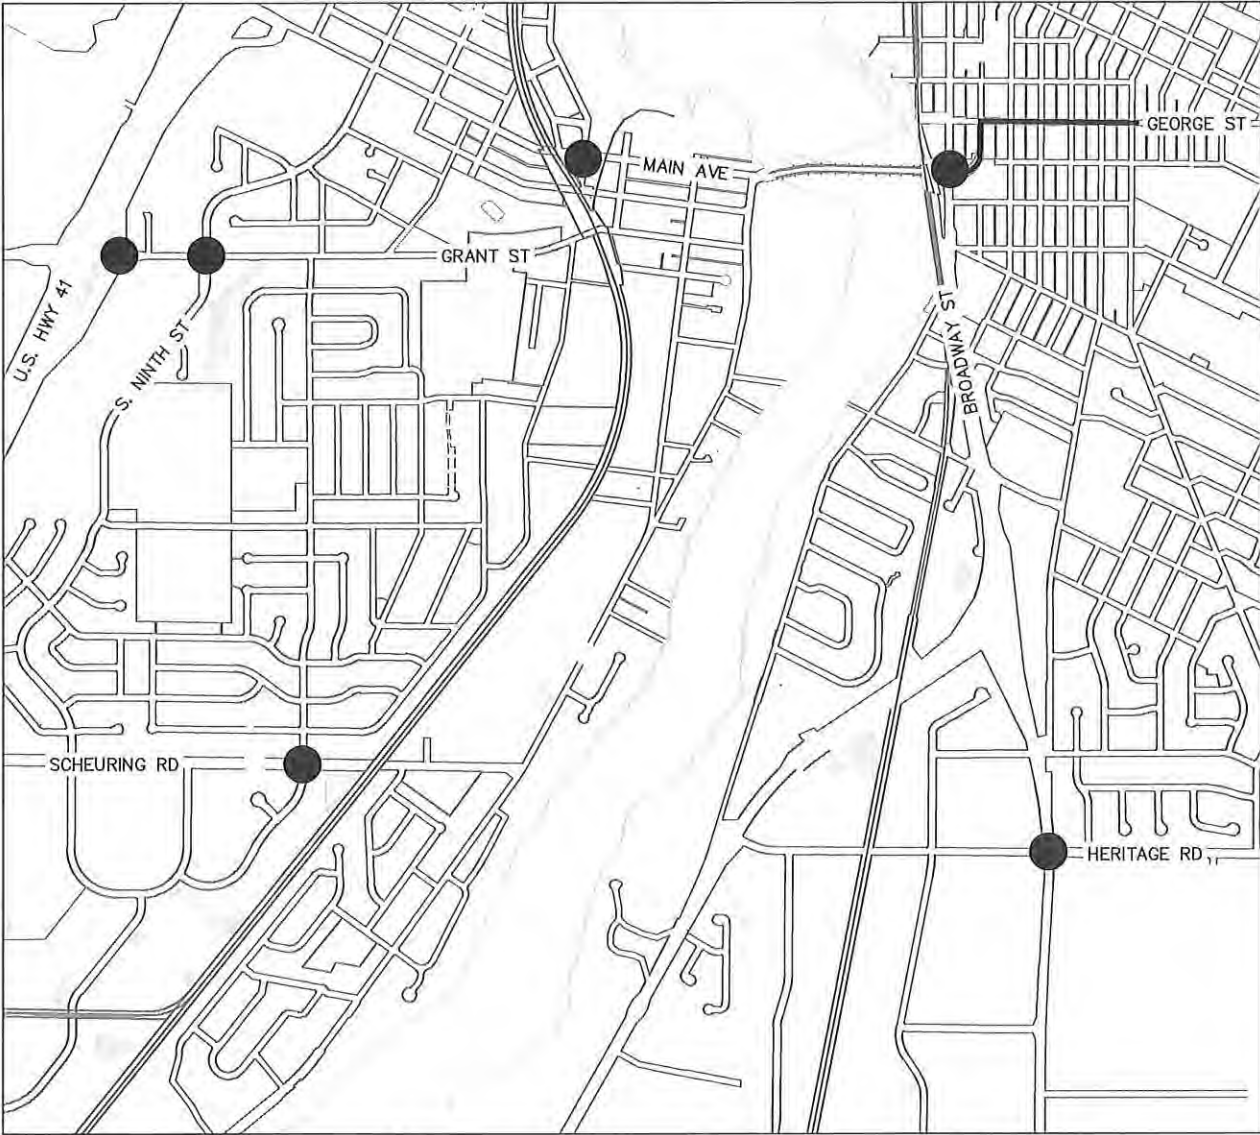 GEORGE ST
MAIN AVE
GRANT ST
U.S. HWY 41
S. NINTH ST
BROADWAY ST
SCHEURING RD
HERITAGE RD